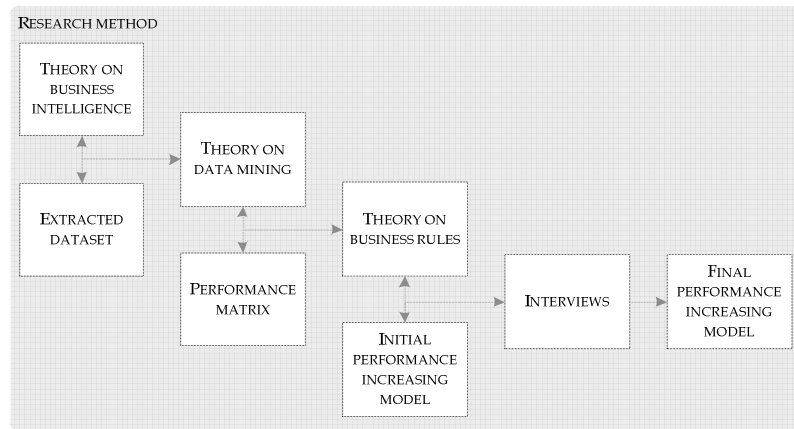 RESEARCH METHOD
THEORY ON
BUSINESS
INTELLIGENCE
EXTRACTED
DATASET
THEORY ON
DATA MINING
PERFORMANCE
MATRIX
THEORY ON
BUSINESS RULES
INITIAL
PERFORMANCE
INCREASING
MODEL
INTERVIEWS
FINAL
PERFORMANCE
INCREASING
MODEL